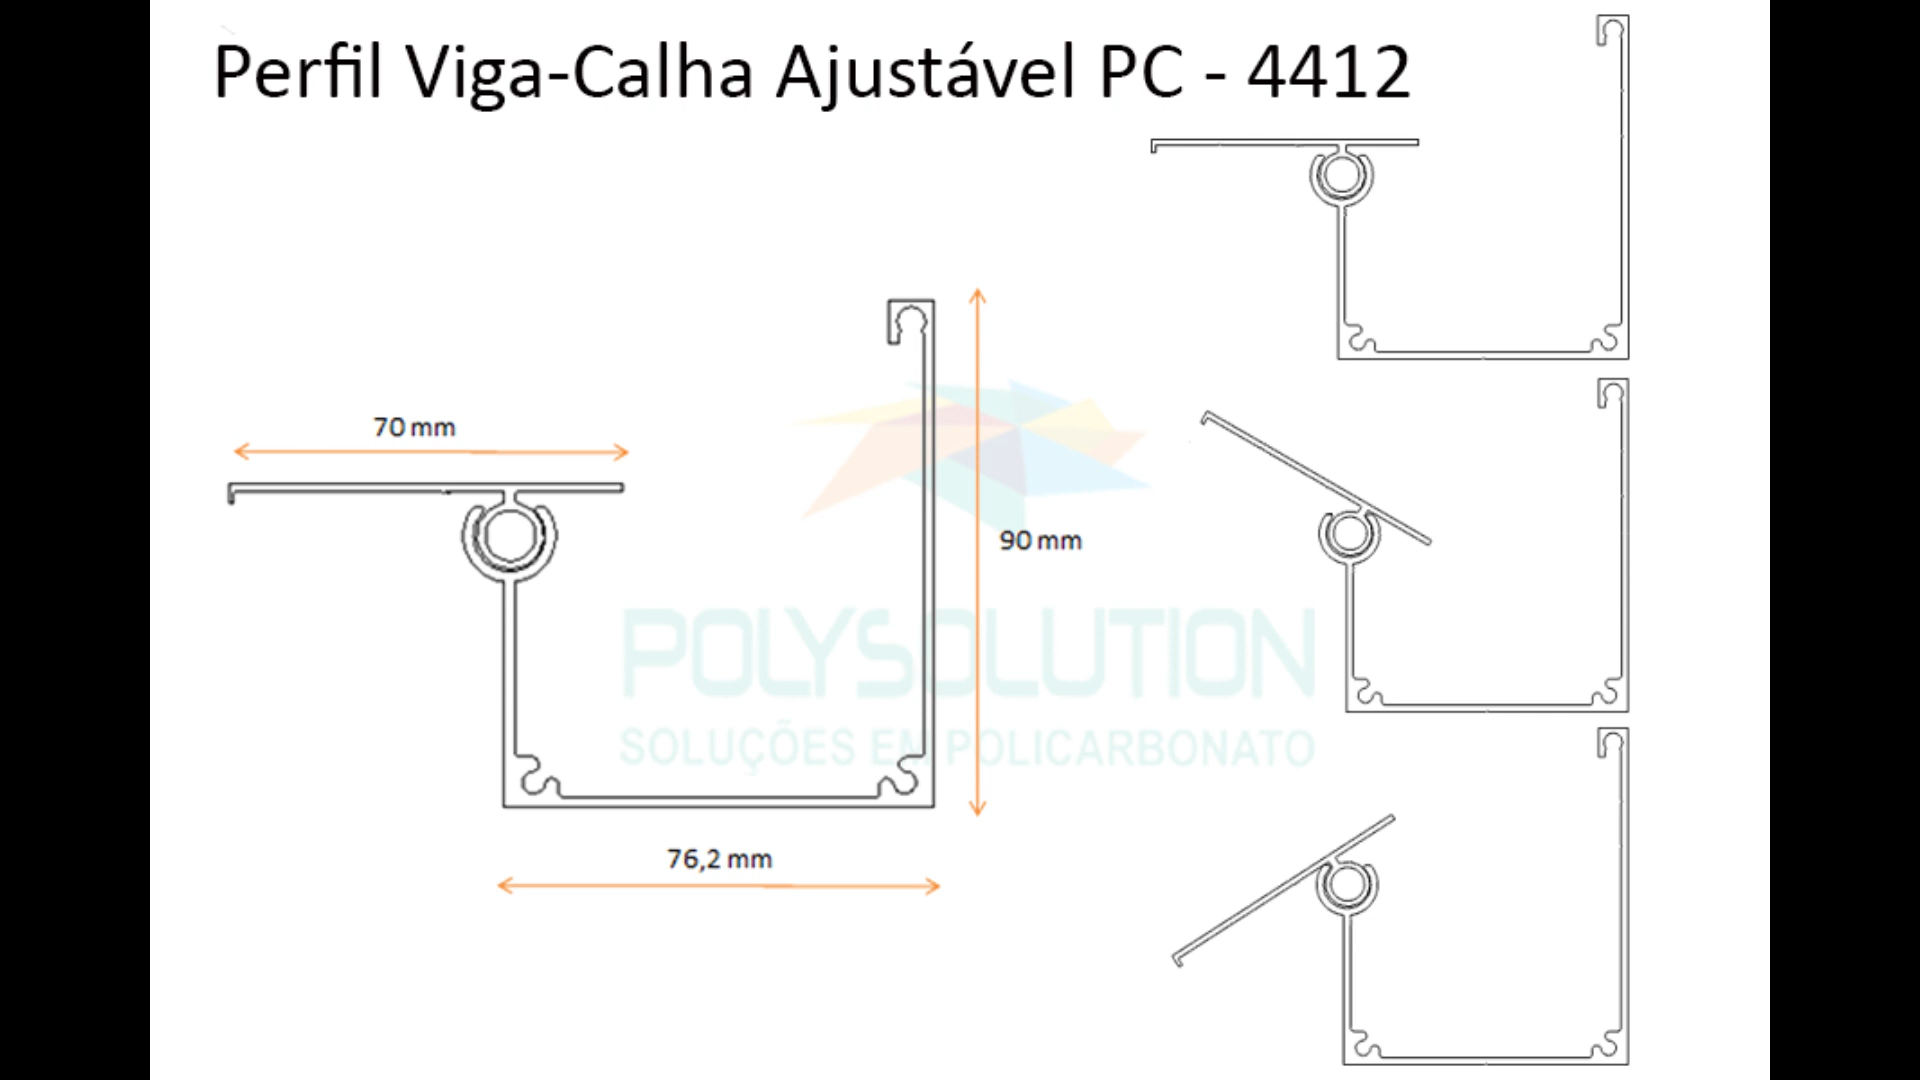 Perfil Viga-Calha Ajustável PC - 4412
70 mm
90 mm
POLYSOLUTION
SOLUÇÕES EM POLICARBONATO
76,2 mm